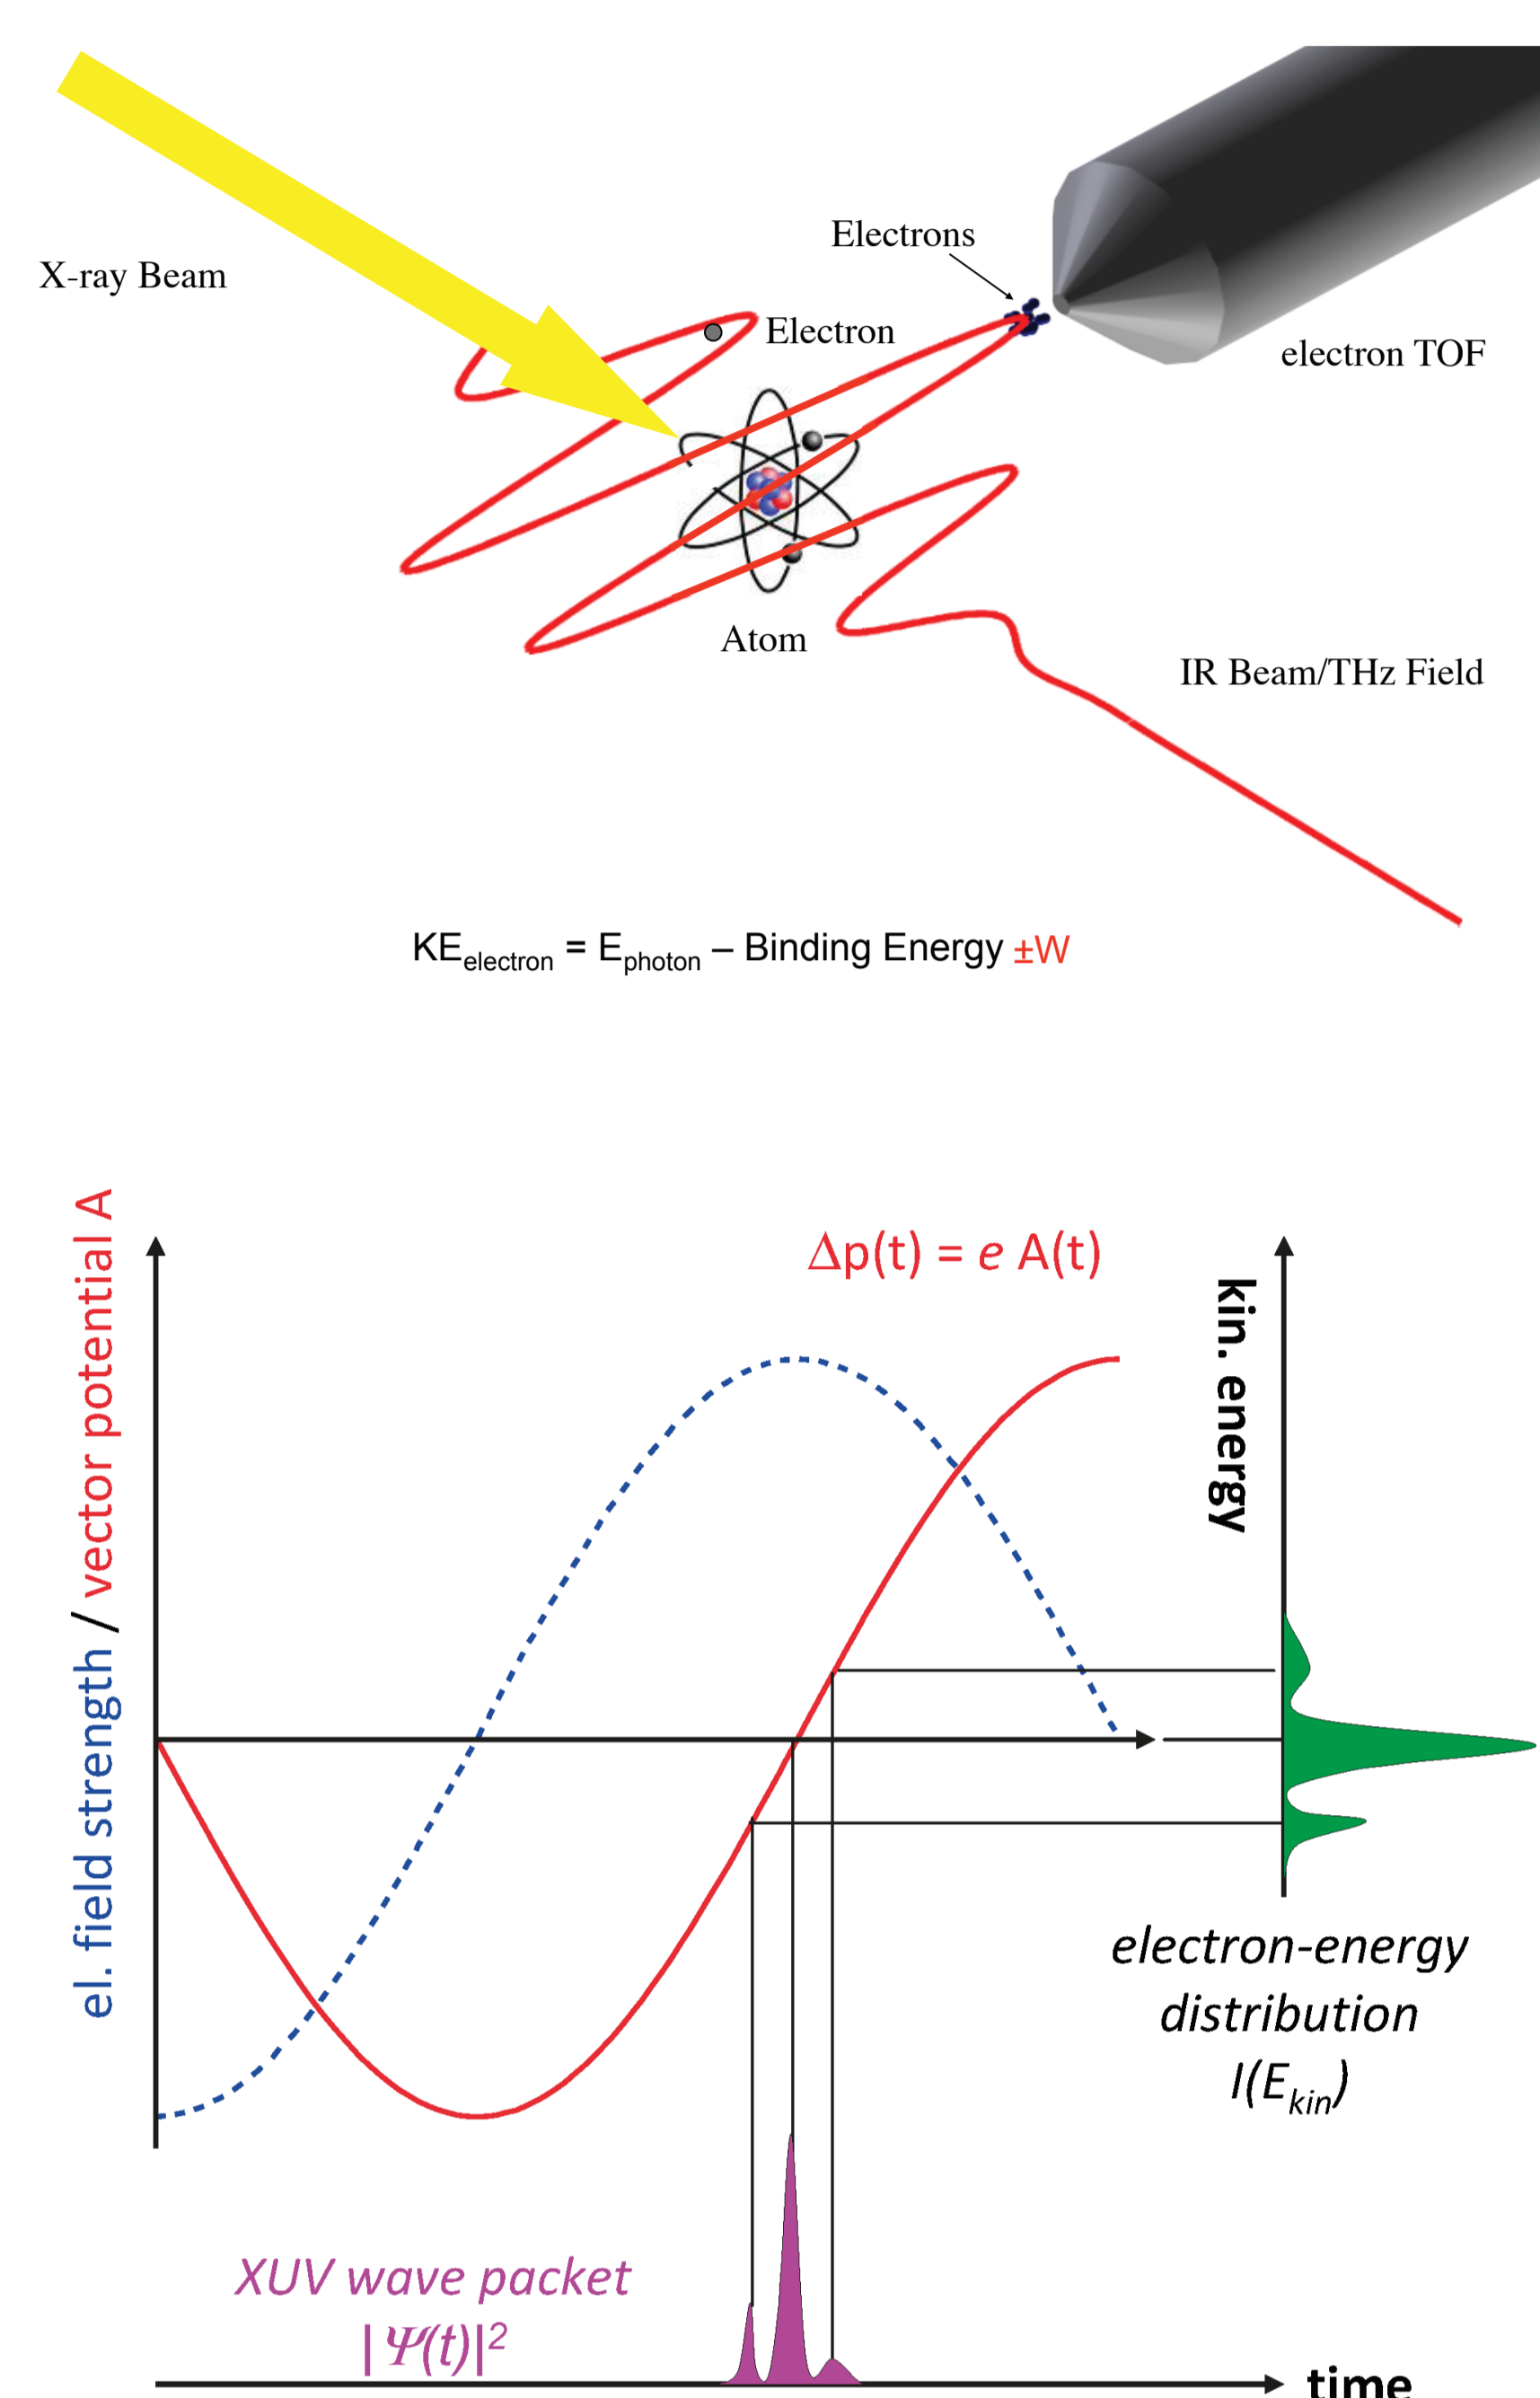 Electrons
X-ray Beam
Electron
electron TOF
Atom
IR Beam/THz Field
KEelectron = Ephoton – Binding Energy ±W
el. field strength / vector potential A
Δp(t) = e A(t)
kin. energy
electron-energy
distribution
I(Ekin)
XUV wave packet
|Ψ(t)|²
time